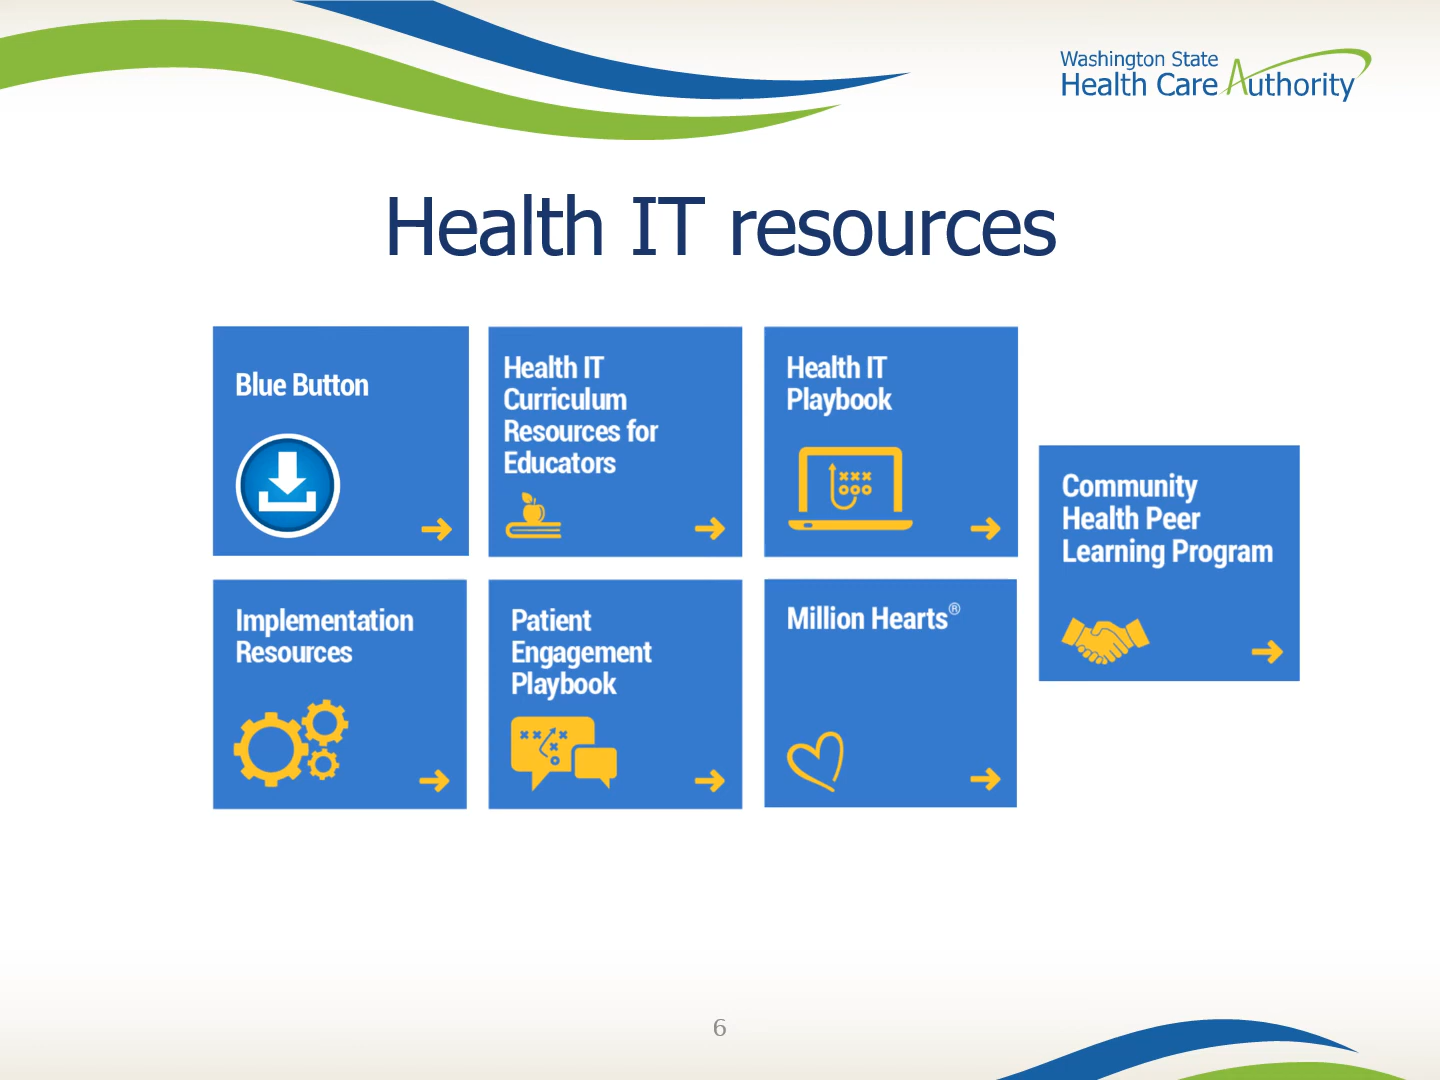 Washington State
Health Care Authority
Health IT resources
Blue Button
Health IT
Curriculum
Resources for
Educators
Health IT
Playbook
Community
Health Peer
Learning Program
Implementation
Resources
Patient
Engagement
Playbook
Million Hearts®
6